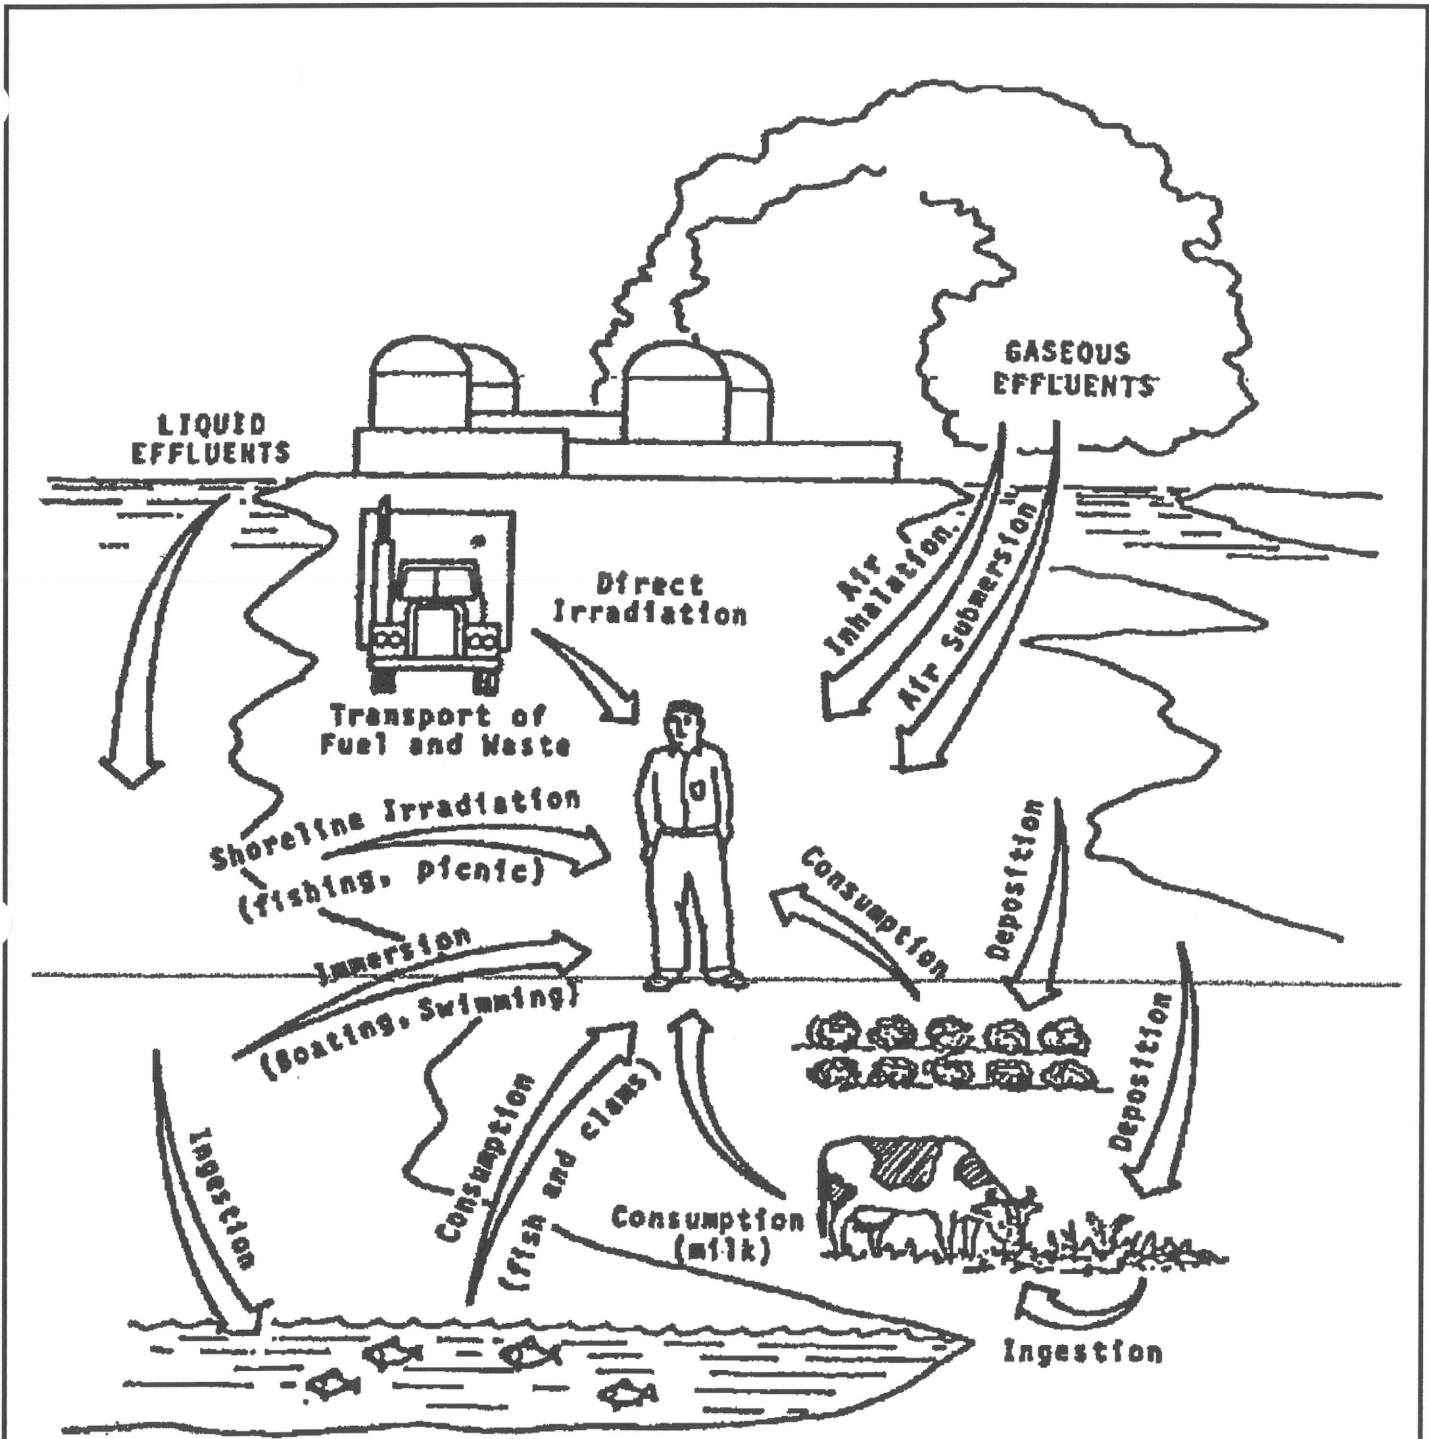 GASEOUS
EFFLUENTS
LIQUID
EFFLUENTS
Direct
Irradiation
Air
Inhalation
Air Submersion
Transport of
Fuel and Waste
Shoreline Irradiation
(fishing, picnic)
Consumption
Deposition
Immersion
(Boating, Swimming)
Deposition
Ingestion
Consumption
(fish and clams)
Consumption
(milk)
Ingestion